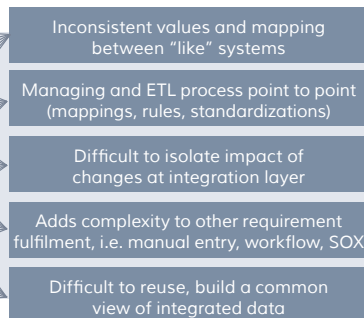 Inconsistent values and mapping
between “like” systems
Managing and ETL process point to point
(mappings, rules, standardizations)
Difficult to isolate impact of
changes at integration layer
Adds complexity to other requirement
fulfilment, i.e. manual entry, workflow, SOX
Difficult to reuse, build a common
view of integrated data